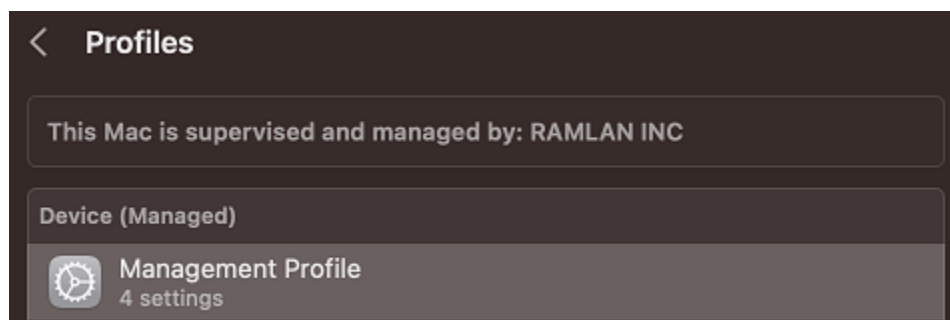 Profiles
This Mac is supervised and managed by: RAMLAN INC
Device (Managed)
Management Profile
4 settings